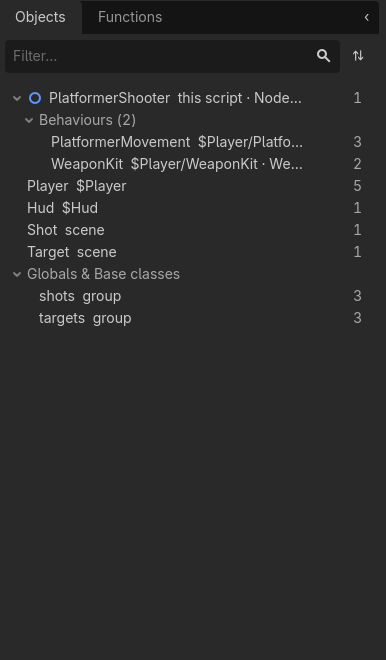 Objects Functions ‹
Filter...
PlatformerShooter this script · Node... 1
Behaviours (2)
PlatformerMovement $Player/Platfo... 3
WeaponKit $Player/WeaponKit · We... 2
Player $Player 5
Hud $Hud 1
Shot scene 1
Target scene 1
Globals & Base classes
shots group 3
targets group 3